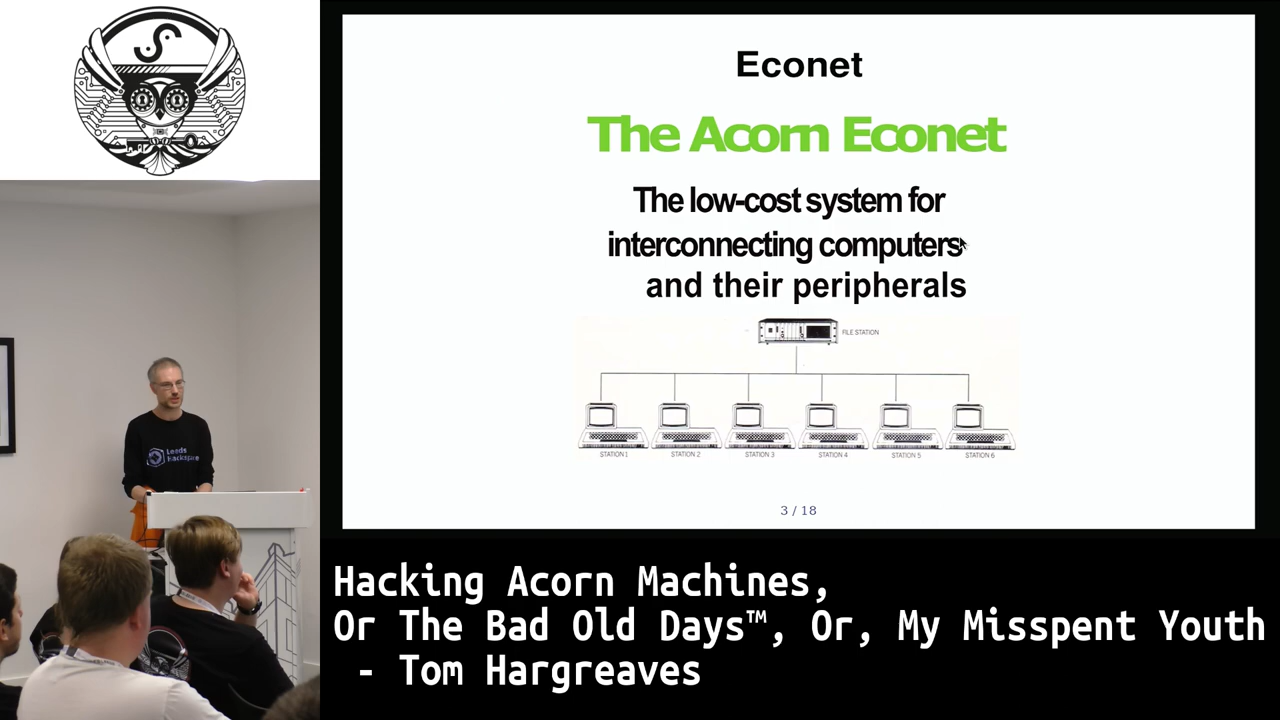 Econet
The Acorn Econet
The low-cost system for
interconnecting computers
and their peripherals
FILE STATION
STATION 1
STATION 2
STATION 3
STATION 4
STATION 5
STATION 6
3 / 18
Leeds
Hackspace
Hacking Acorn Machines,
Or The Bad Old Days™, Or, My Misspent Youth
- Tom Hargreaves